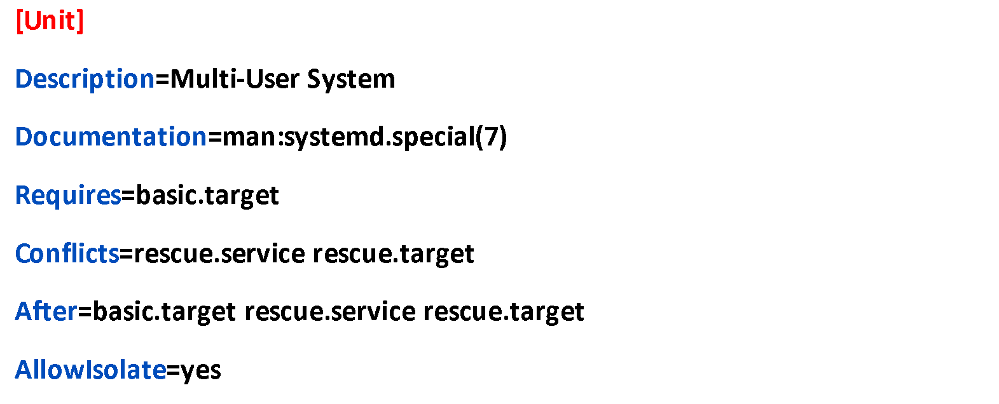 [Unit]
Description=Multi-User System
Documentation=man:systemd.special(7)
Requires=basic.target
Conflicts=rescue.service rescue.target
After=basic.target rescue.service rescue.target
AllowIsolate=yes